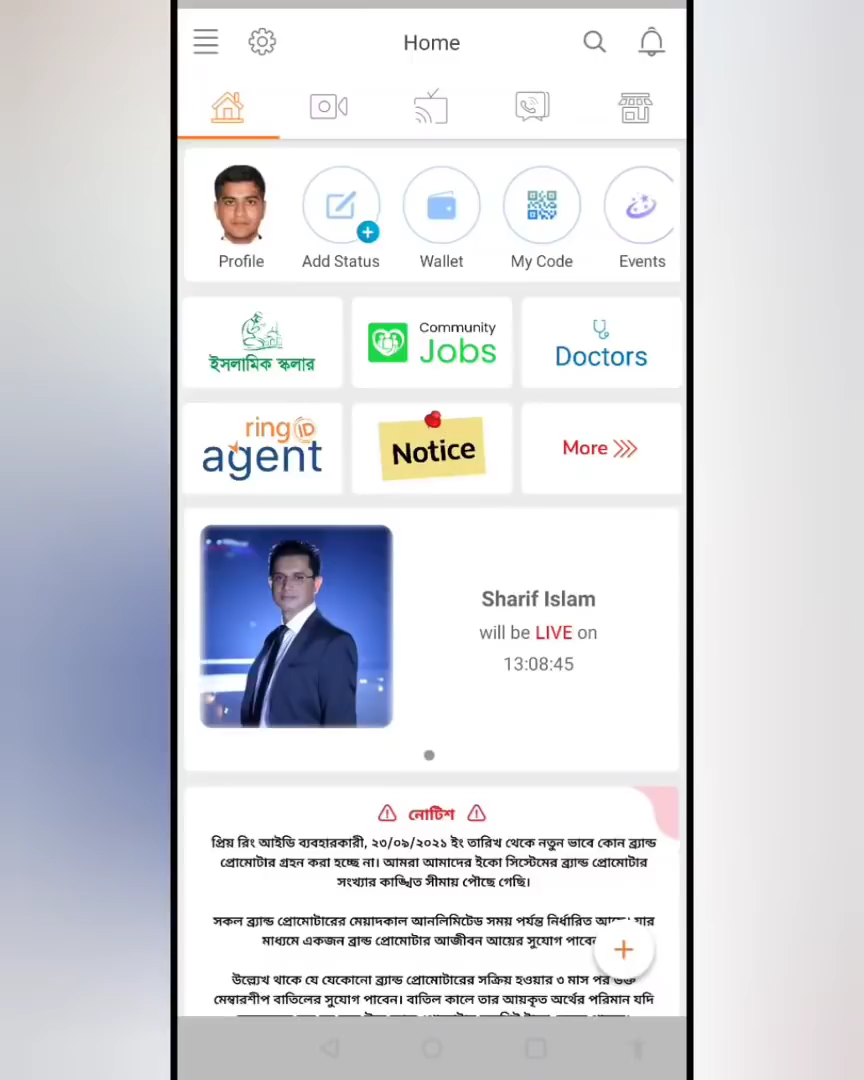 Home
Profile
Add Status
Wallet
My Code
Events
ইসলামিক স্কলার
Community
Jobs
Doctors
ringID
agent
Notice
More
Sharif Islam
will be LIVE on
13:08:45
নোটিশ
প্রিয় রিং আইডি ব্যবহারকারী, ২৩/০৯/২০২১ ইং তারিখ থেকে নতুন ভাবে কোন ব্র্যান্ড
প্রোমোটার গ্রহন করা হচ্ছে না। আমরা আমাদের ইকো সিস্টেমের ব্র্যান্ড প্রোমোটার
সংখ্যার কাঙ্খিত সীমায় পৌছে গেছি।
সকল ব্র্যান্ড প্রোমোটারের মেয়াদকাল আনলিমিটেড সময় পর্যন্ত নির্ধারিত যার
মাধ্যমে একজন ব্রান্ড প্রোমোটার আজীবন আয়ের সুযোগ পাবেন
উল্লেখ থাকে যে যেকোনো ব্র্যান্ড প্রোমোটারের সক্রিয় হওয়ার ৩ মাস পর উক্ত
মেম্বারশীপ বাতিলের সুযোগ পাবেন। বাতিল কালে তার আয়কৃত অর্থের পরিমান যদি